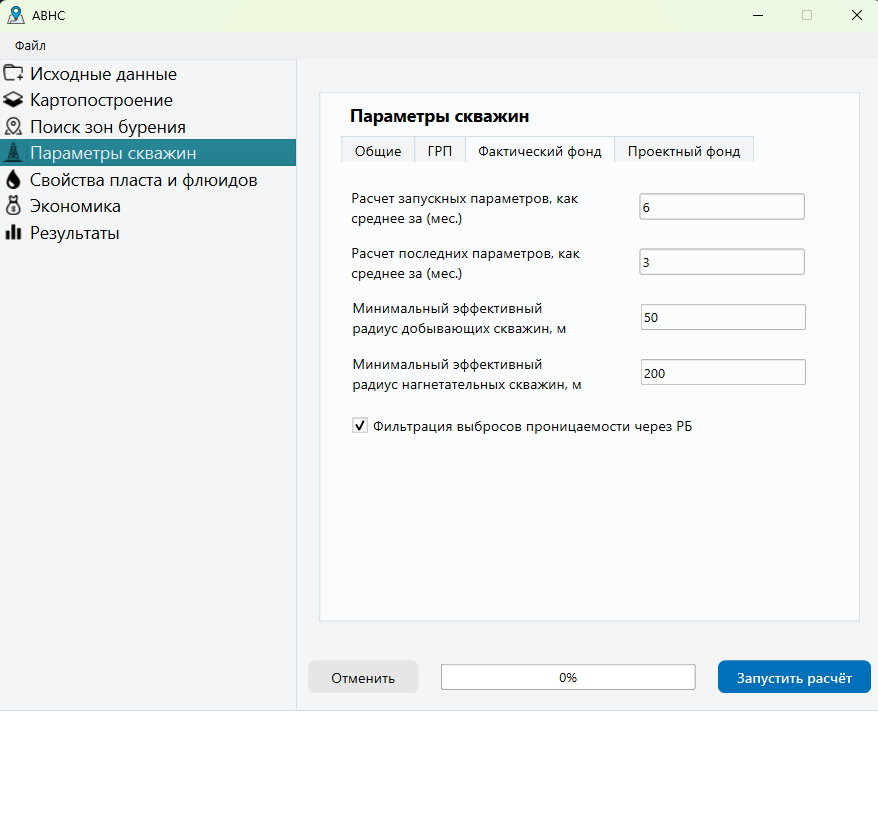 АВНС
Файл
Исходные данные
Картопостроение
Поиск зон бурения
Параметры скважин
Свойства пласта и флюидов
Экономика
Результаты
Параметры скважин
Общие ГРП Фактический фонд Проектный фонд
Расчет запускных параметров, как
среднее за (мес.)
6
Расчет последних параметров, как
среднее за (мес.)
3
Минимальный эффективный
радиус добывающих скважин, м
50
Минимальный эффективный
радиус нагнетательных скважин, м
200
Фильтрация выбросов проницаемости через РБ
Отменить 0% Запустить расчёт